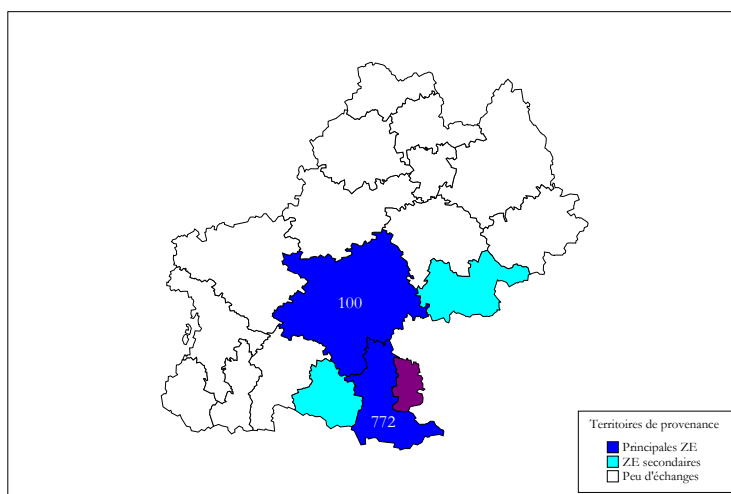 100
772
Territoires de provenance
Principales ZE
ZE secondaires
Peu d'échanges